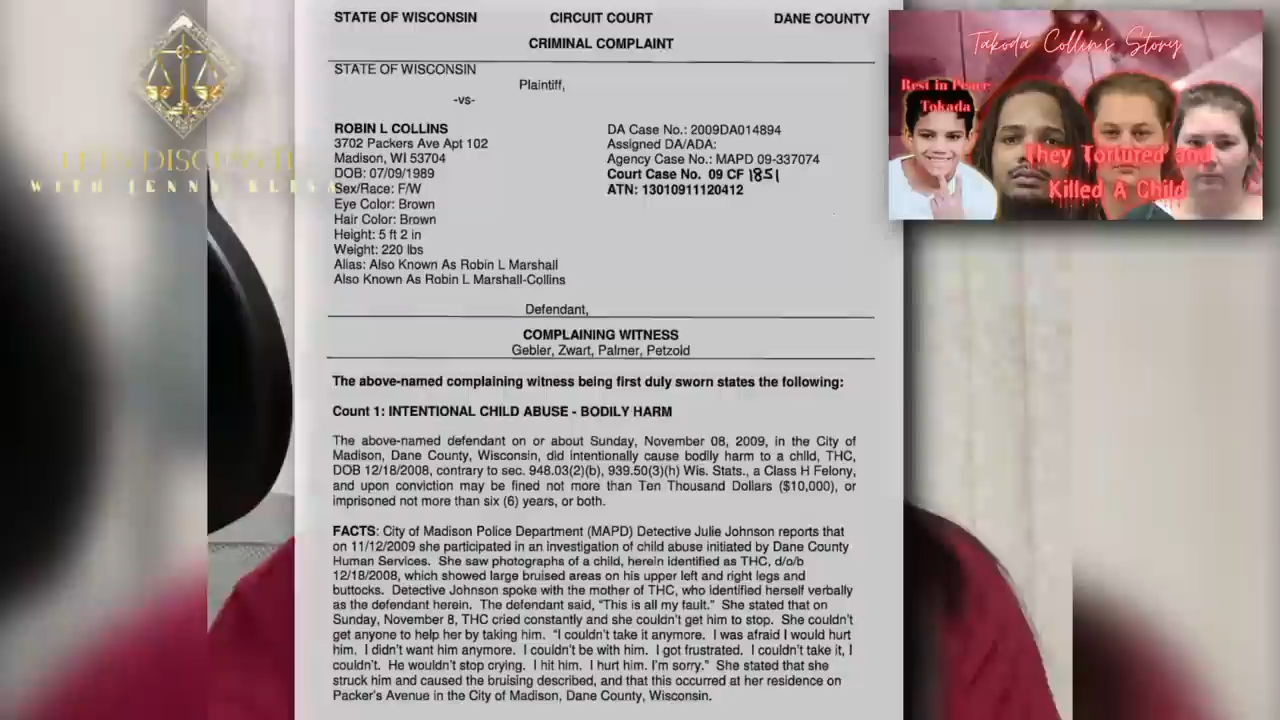 STATE OF WISCONSIN CIRCUIT COURT DANE COUNTY
CRIMINAL COMPLAINT
STATE OF WISCONSIN
Plaintiff,
-vs-
ROBIN L COLLINS
3702 Packers Ave Apt 102
Madison, WI 53704
DOB: 07/09/1989
Sex/Race: F/W
Eye Color: Brown
Hair Color: Brown
Height: 5 ft 2 in
Weight: 220 lbs
Alias: Also Known As Robin L Marshall
Also Known As Robin L Marshall-Collins
DA Case No.: 2009DA014894
Assigned DA/ADA:
Agency Case No.: MAPD 09-337074
Court Case No. 09 CF 1851
ATN: 13010911120412
Defendant,
COMPLAINING WITNESS
Gebler, Zwart, Palmer, Petzold
The above-named complaining witness being first duly sworn states the following:
Count 1: INTENTIONAL CHILD ABUSE - BODILY HARM
The above-named defendant on or about Sunday, November 08, 2009, in the City of
Madison, Dane County, Wisconsin, did intentionally cause bodily harm to a child, THC,
DOB 12/18/2008, contrary to sec. 948.03(2)(b), 939.50(3)(h) Wis. Stats., a Class H Felony,
and upon conviction may be fined not more than Ten Thousand Dollars ($10,000), or
imprisoned not more than six (6) years, or both.
FACTS: City of Madison Police Department (MAPD) Detective Julie Johnson reports that
on 11/12/2009 she participated in an investigation of child abuse initiated by Dane County
Human Services. She saw photographs of a child, herein identified as THC, d/o/b
12/18/2008, which showed large bruised areas on his upper left and right legs and
buttocks. Detective Johnson spoke with the mother of THC, who identified herself verbally
as the defendant herein. The defendant said, "This is all my fault." She stated that on
Sunday, November 8, THC cried constantly and she couldn't get him to stop. She couldn't
get anyone to help her by taking him. "I couldn't take it anymore. I was afraid I would hurt
him. I didn't want him anymore. I couldn't be with him. I got frustrated. I couldn't take it, I
couldn't. He wouldn't stop crying. I hit him. I hurt him. I'm sorry." She stated that she
struck him and caused the bruising described, and that this occurred at her residence on
Packer's Avenue in the City of Madison, Dane County, Wisconsin.
Takoda Collin's Story
Rest in Peace
Tokada
They Tortured and
Killed A Child
WITH JENNY